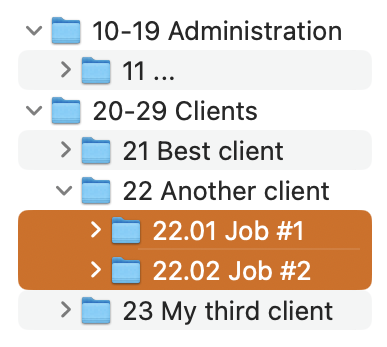 10-19 Administration
11 ...
20-29 Clients
21 Best client
22 Another client
22.01 Job #1
22.02 Job #2
23 My third client